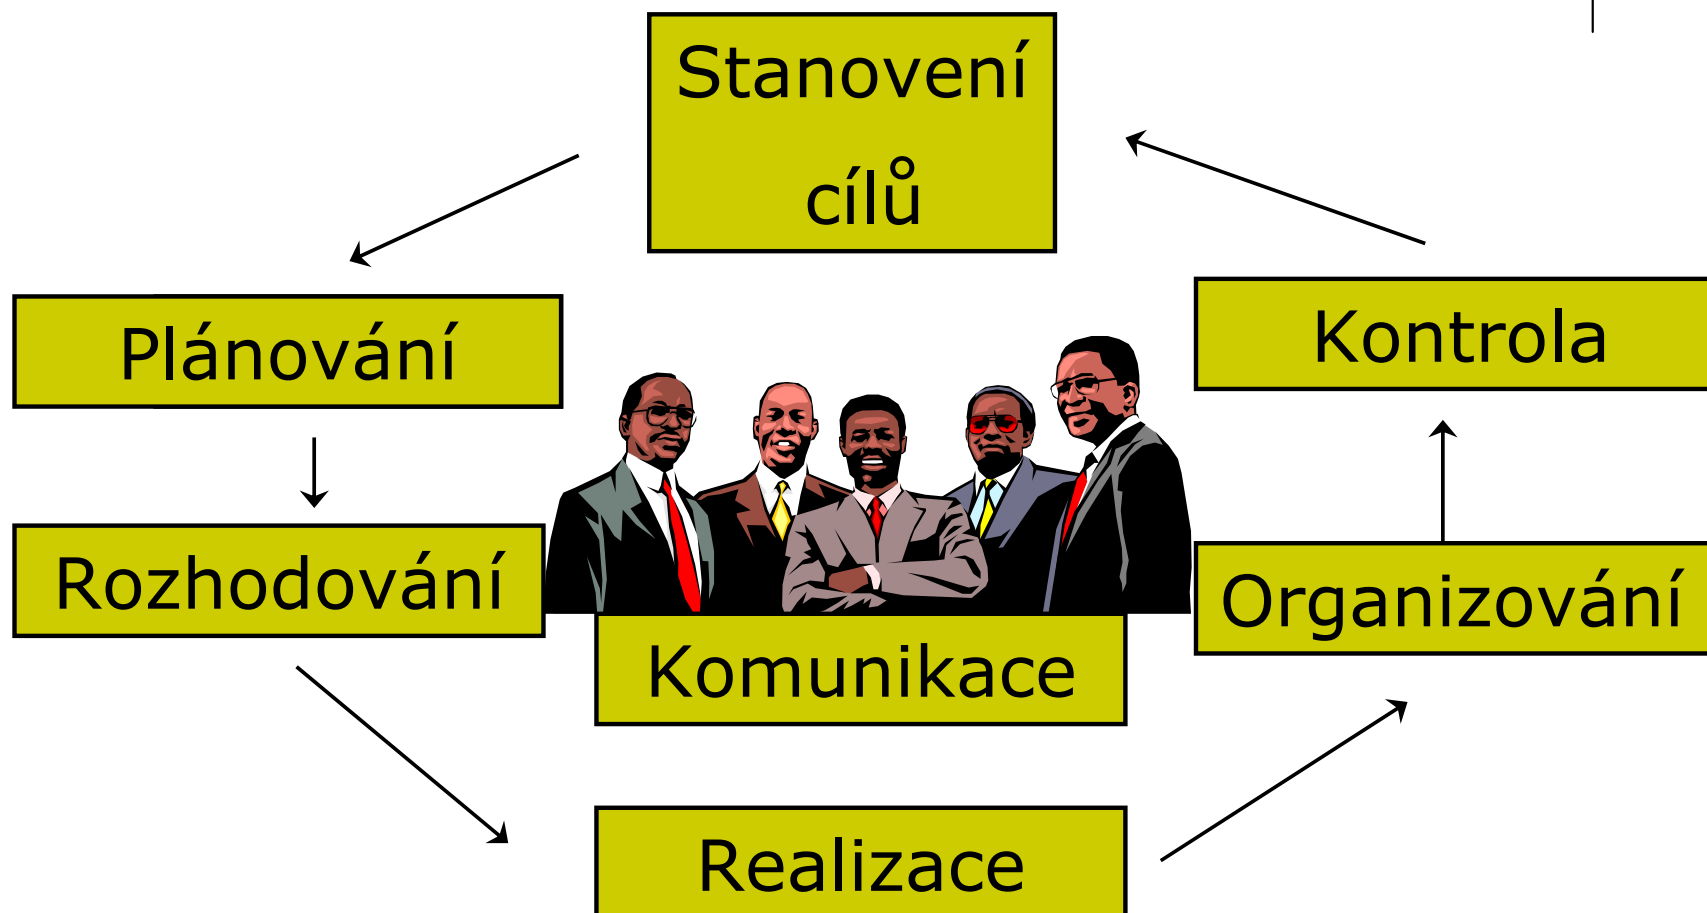 Stanovení
cílů
Plánování
Kontrola
Rozhodování
Organizování
Komunikace
Realizace